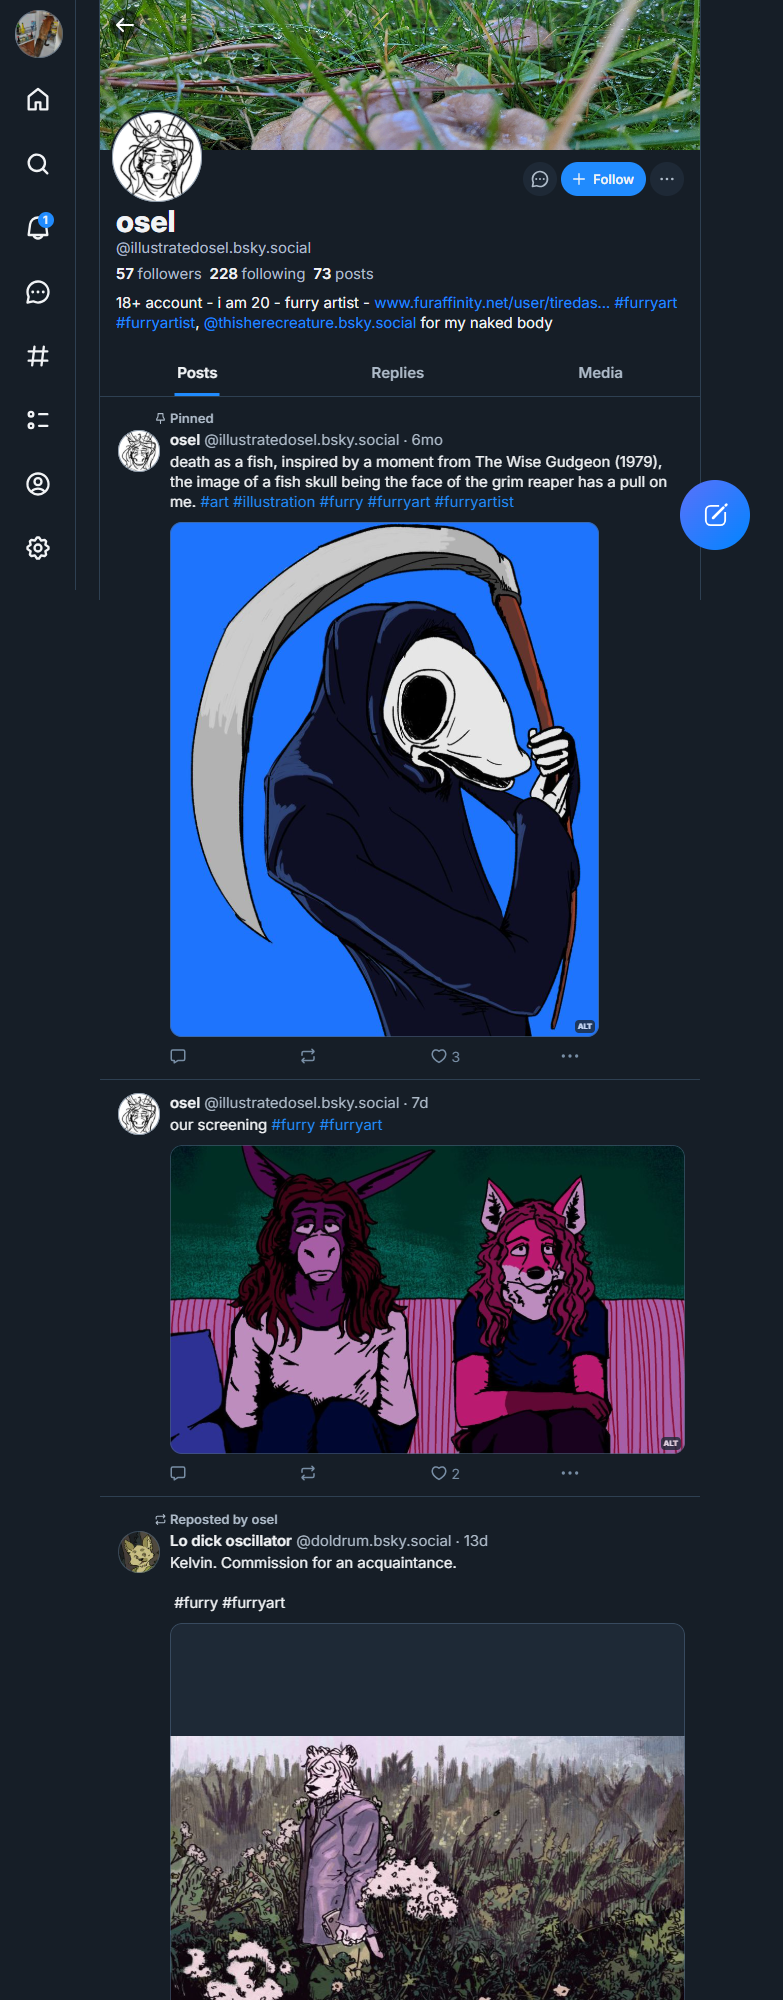 1
Follow
osel
@illustratedosel.bsky.social
57 followers 228 following 73 posts
18+ account - i am 20 - furry artist - www.furaffinity.net/user/tiredas... #furryart
#furryartist, @thisherecreature.bsky.social for my naked body
Posts Replies Media
Pinned
osel @illustratedosel.bsky.social · 6mo
death as a fish, inspired by a moment from The Wise Gudgeon (1979),
the image of a fish skull being the face of the grim reaper has a pull on
me. #art #illustration #furry #furryart #furryartist
ALT
3
osel @illustratedosel.bsky.social · 7d
our screening #furry #furryart
ALT
2
Reposted by osel
Lo dick oscillator @doldrum.bsky.social · 13d
Kelvin. Commission for an acquaintance.
#furry #furryart